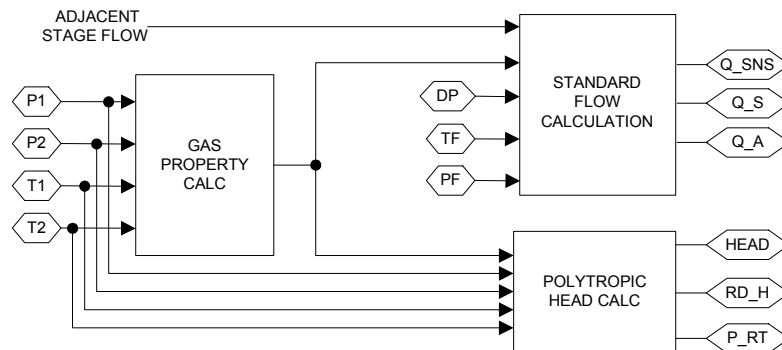 ADJACENT
STAGE FLOW
P1
P2
T1
T2
GAS
PROPERTY
CALC
DP
TF
PF
STANDARD
FLOW
CALCULATION
Q_SNS
Q_S
Q_A
POLYTROPIC
HEAD CALC
HEAD
RD_H
P_RT